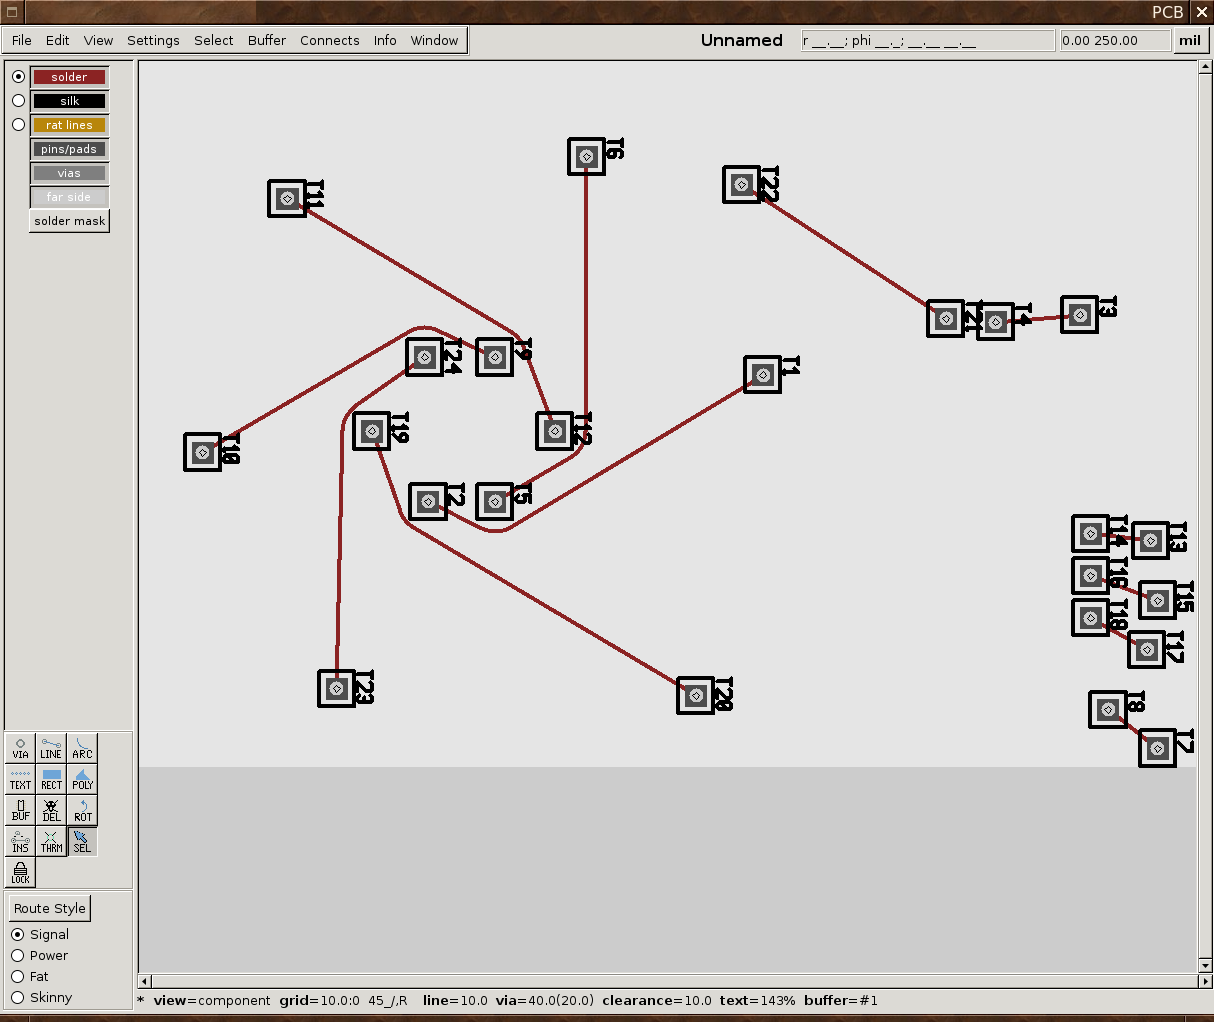 PCB
File Edit View Settings Select Buffer Connects Info Window
Unnamed
r __.__; phi __._; __.__ __.__
0.00 250.00
mil
solder
silk
rat lines
pins/pads
vias
far side
solder mask
T6
T11
T22
T21
T4
T3
T24
T9
T1
T10
T19
T12
T2
T5
T14
T13
T16
T15
T18
T17
T23
T20
T8
T7
VIA LINE ARC
TEXT RECT POLY
BUF DEL ROT
INS THRM SEL
LOCK
Route Style
Signal
Power
Fat
Skinny
* view=component grid=10.0:0 45_/,R line=10.0 via=40.0(20.0) clearance=10.0 text=143% buffer=#1